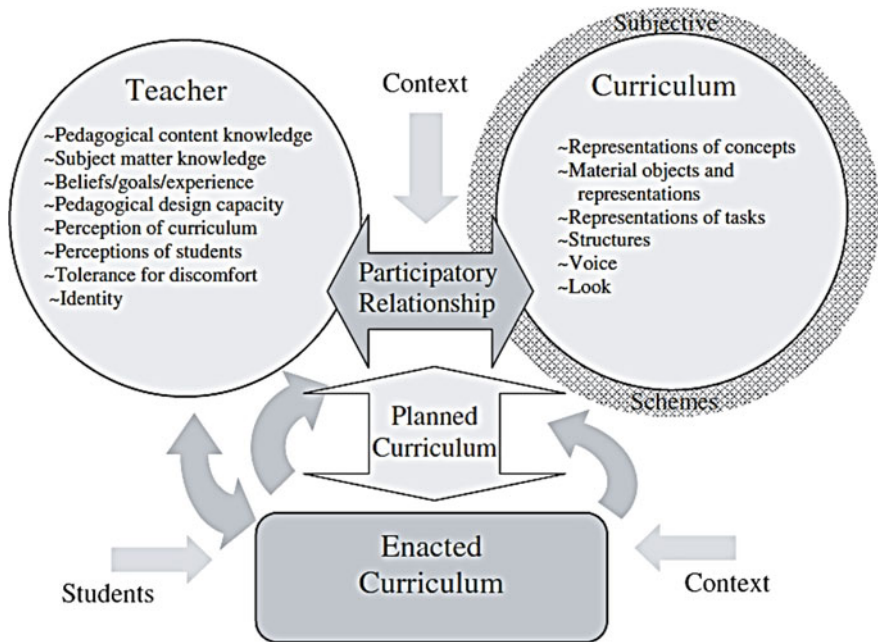 Teacher
~Pedagogical content knowledge
~Subject matter knowledge
~Beliefs/goals/experience
~Pedagogical design capacity
~Perception of curriculum
~Perceptions of students
~Tolerance for discomfort
~Identity
Context
Subjective
Curriculum
~Representations of concepts
~Material objects and
representations
~Representations of tasks
~Structures
~Voice
~Look
Schemes
Participatory
Relationship
Planned
Curriculum
Enacted
Curriculum
Students
Context